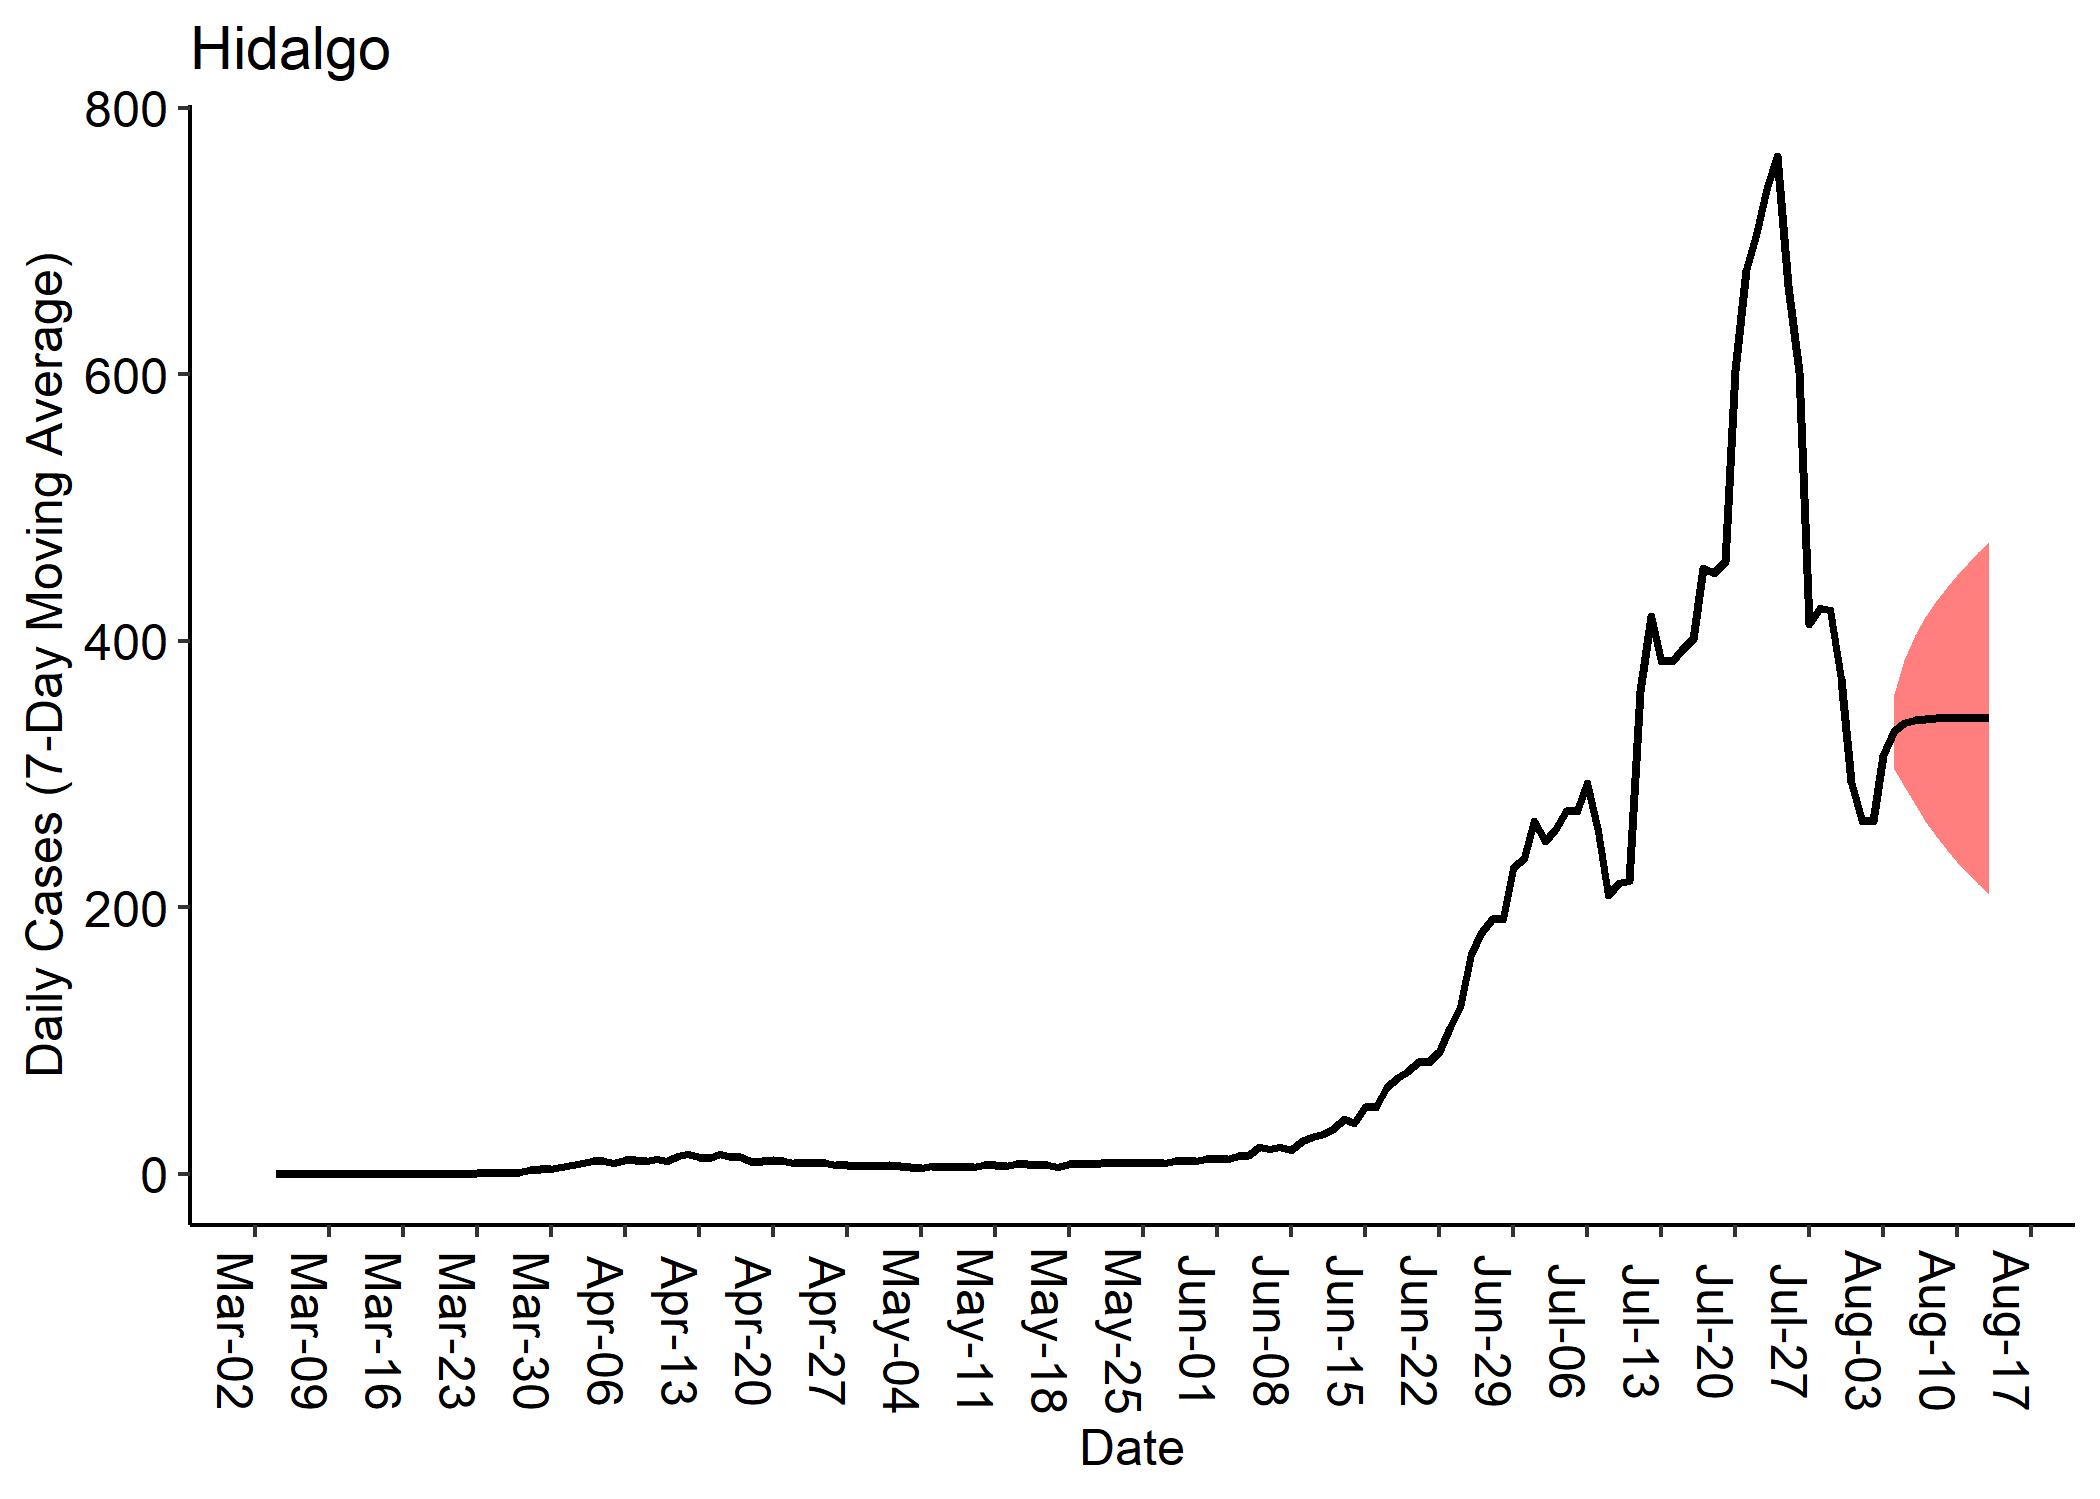 Hidalgo
Daily Cases (7-Day Moving Average)
800
600
400
200
0
Mar-02
Mar-09
Mar-16
Mar-23
Mar-30
Apr-06
Apr-13
Apr-20
Apr-27
May-04
May-11
May-18
May-25
Jun-01
Jun-08
Jun-15
Jun-22
Jun-29
Jul-06
Jul-13
Jul-20
Jul-27
Aug-03
Aug-10
Aug-17
Date